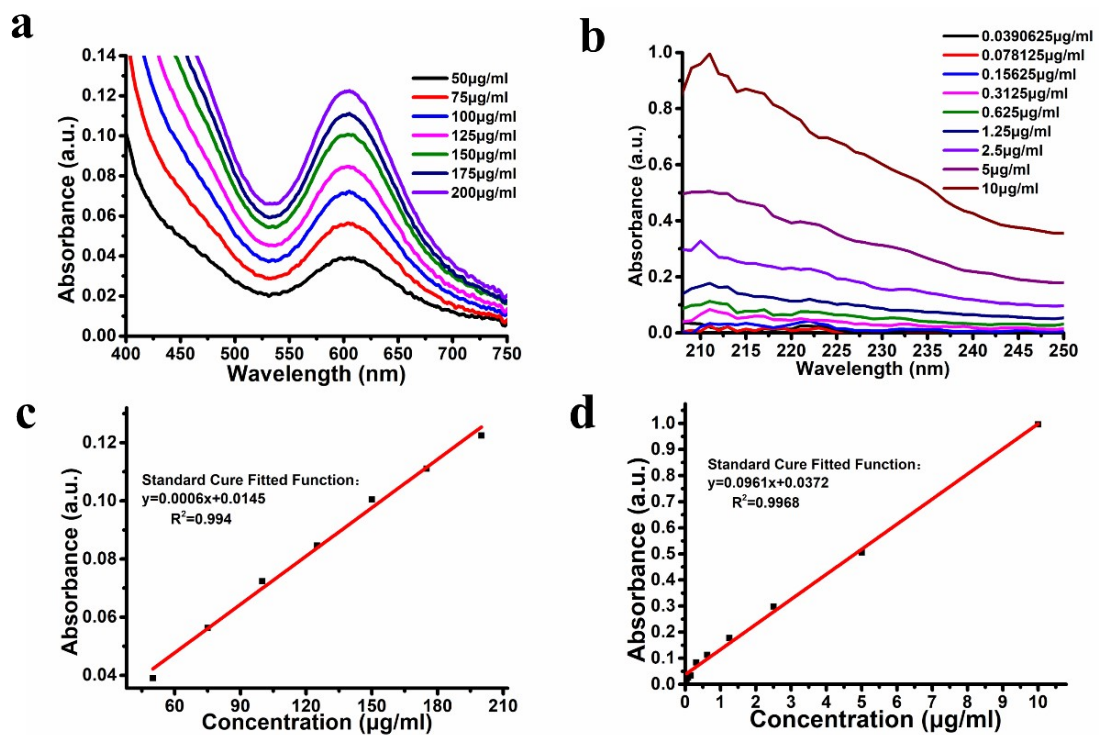 a
0.14
0.12
0.10
0.08
0.06
0.04
0.02
0.00
Absorbance (a.u.)
400 450 500 550 600 650 700 750
Wavelength (nm)
50μg/ml
75μg/ml
100μg/ml
125μg/ml
150μg/ml
175μg/ml
200μg/ml
b
1.0
0.8
0.6
0.4
0.2
0.0
Absorbance (a.u.)
210 215 220 225 230 235 240 245 250
Wavelength (nm)
0.0390625μg/ml
0.078125μg/ml
0.15625μg/ml
0.3125μg/ml
0.625μg/ml
1.25μg/ml
2.5μg/ml
5μg/ml
10μg/ml
c
0.12
0.10
0.08
0.06
0.04
Absorbance (a.u.)
Standard Cure Fitted Function:
y=0.0006x+0.0145
R²=0.994
60 90 120 150 180 210
Concentration (μg/ml)
d
1.0
0.9
0.8
0.7
0.6
0.5
0.4
0.3
0.2
0.1
0.0
Absorbance (a.u.)
Standard Cure Fitted Function:
y=0.0961x+0.0372
R²=0.9968
0 1 2 3 4 5 6 7 8 9 10
Concentration (μg/ml)